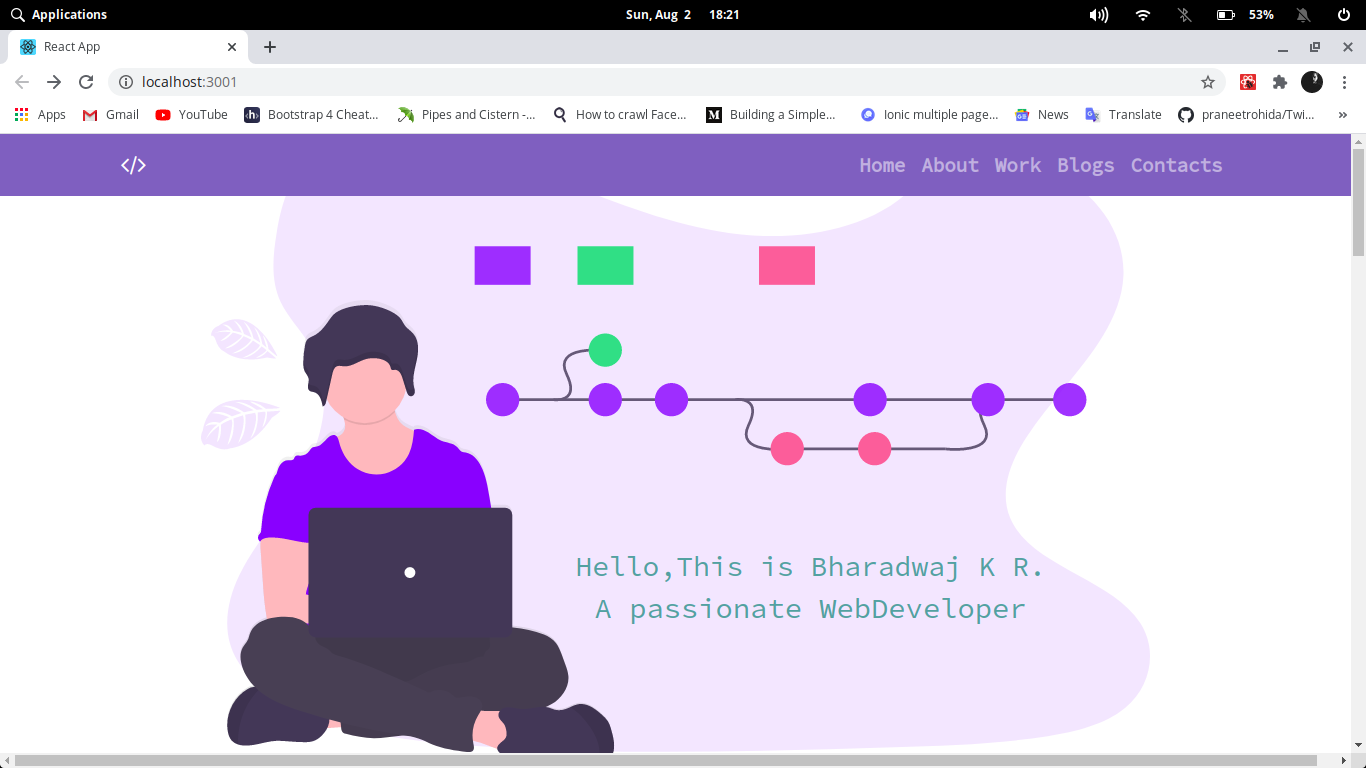 Applications
Sun, Aug 2 18:21
53%
React App
localhost:3001
Apps Gmail YouTube Bootstrap 4 Cheat... Pipes and Cistern -... How to crawl Face... Building a Simple... Ionic multiple page... News Translate praneetrohida/Twi... »
</> Home About Work Blogs Contacts
Hello,This is Bharadwaj K R.
A passionate WebDeveloper